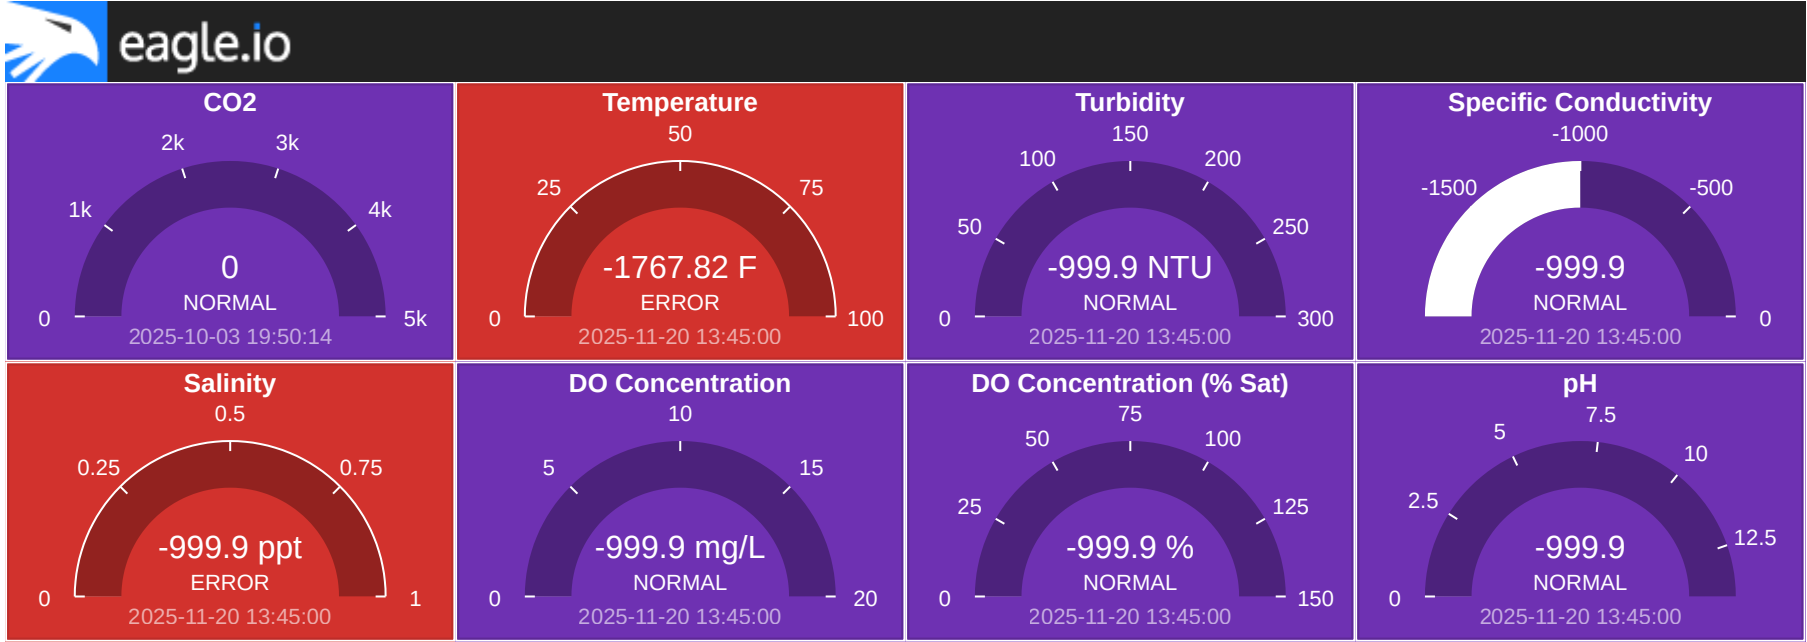 eagle.io
CO2
2k
3k
1k
4k
0
NORMAL
0
5k
2025-10-03 19:50:14
Temperature
50
25
75
-1767.82 F
ERROR
0
100
2025-11-20 13:45:00
Turbidity
150
100
200
50
250
-999.9 NTU
NORMAL
0
300
2025-11-20 13:45:00
Specific Conductivity
-1000
-1500
-500
-999.9
NORMAL
0
2025-11-20 13:45:00
Salinity
0.5
0.25
0.75
-999.9 ppt
ERROR
0
1
2025-11-20 13:45:00
DO Concentration
10
5
15
-999.9 mg/L
NORMAL
0
20
2025-11-20 13:45:00
DO Concentration (% Sat)
75
50
100
25
125
-999.9 %
NORMAL
0
150
2025-11-20 13:45:00
pH
7.5
5
10
2.5
12.5
-999.9
NORMAL
0
2025-11-20 13:45:00